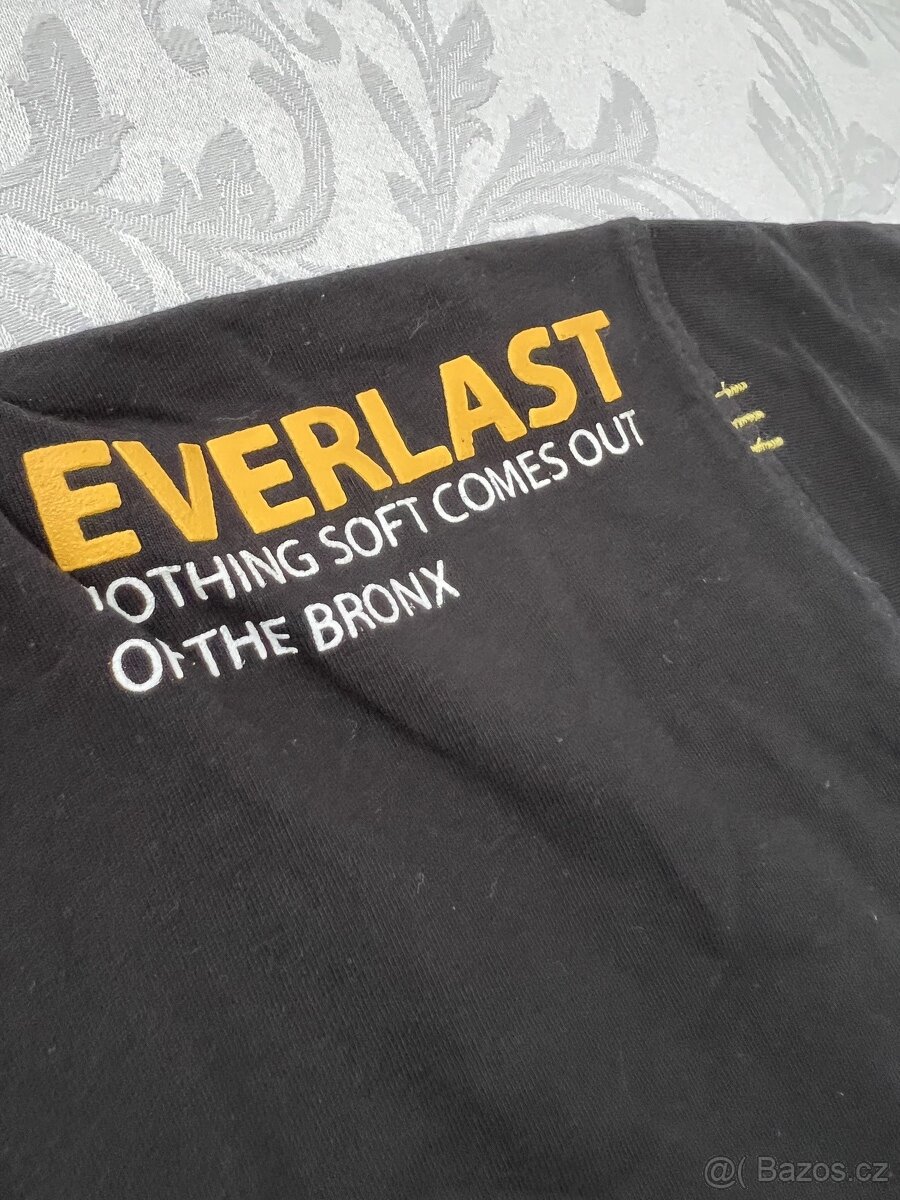 EVERLAST
NOTHING SOFT COMES OUT
OF THE BRONX
@( Bazos.cz